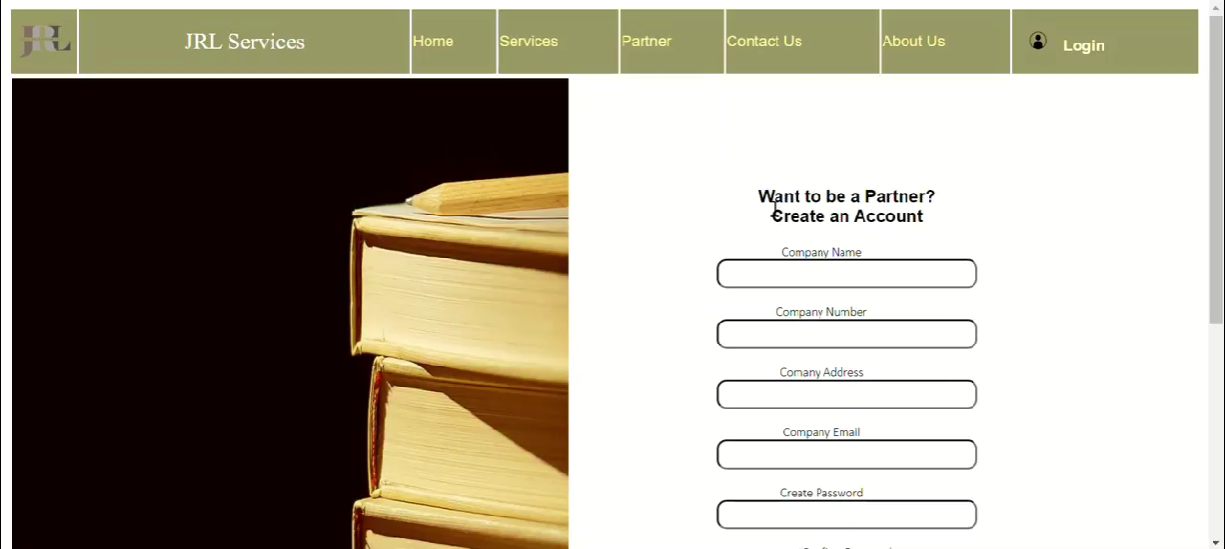 JRL
JRL Services
Home
Services
Partner
Contact Us
About Us
Login
Want to be a Partner?
Create an Account
Company Name
Company Number
Comany Address
Company Email
Create Password